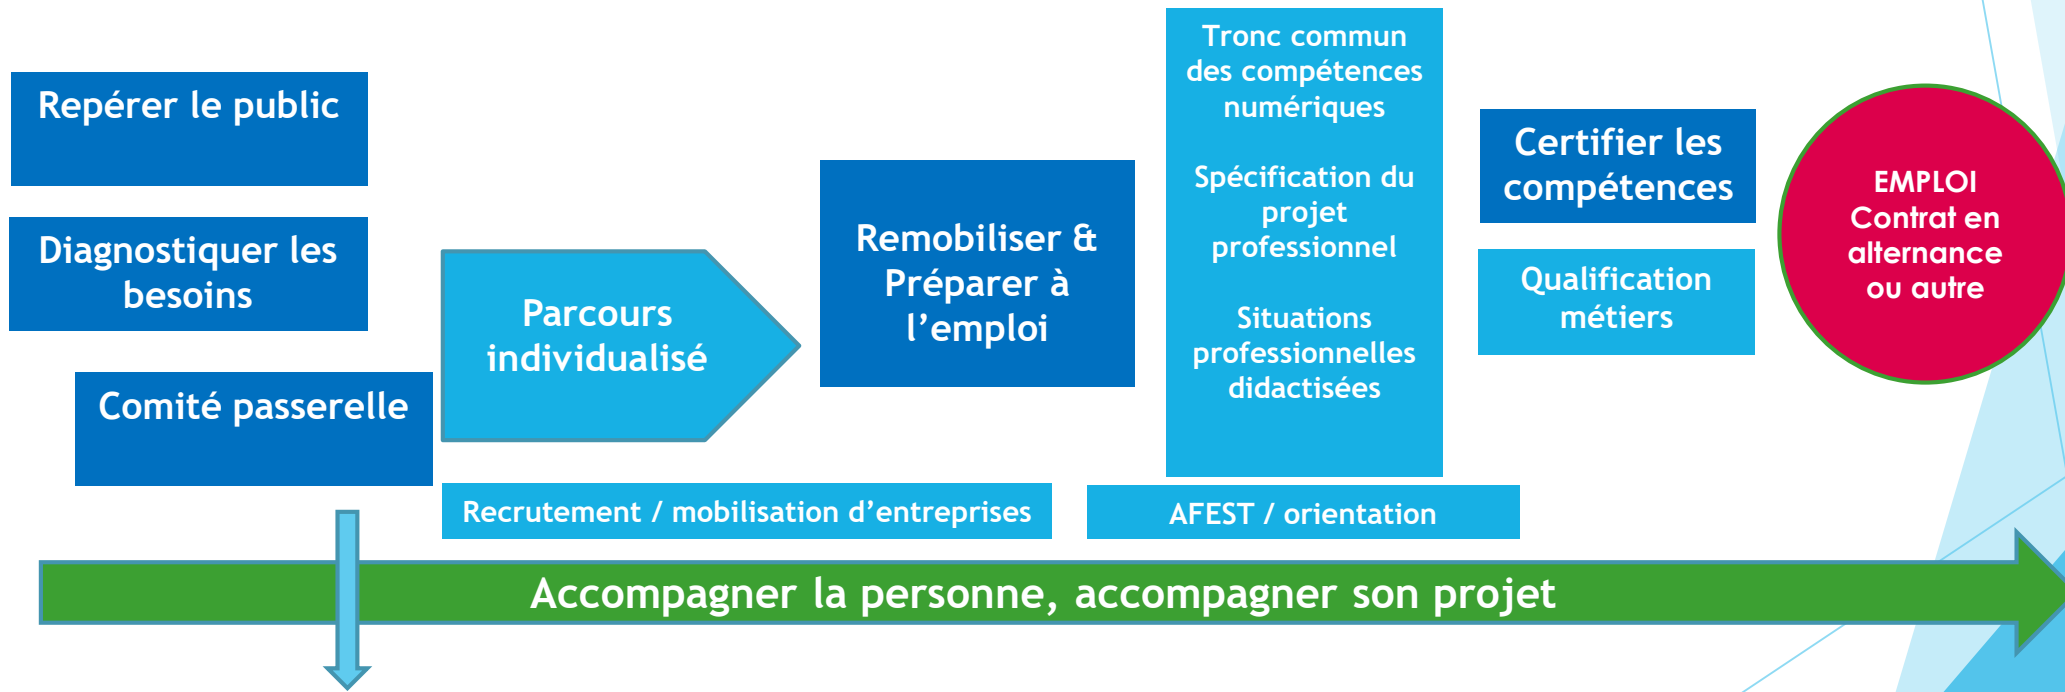 Repérer le public
Diagnostiquer les
besoins
Comité passerelle
Parcours
individualisé
Remobiliser &
Préparer à
l’emploi
Tronc commun
des compétences
numériques
Spécification du
projet
professionnel
Situations
professionnelles
didactisées
Certifier les
compétences
Qualification
métiers
EMPLOI
Contrat en
alternance
ou autre
Recrutement / mobilisation d’entreprises
AFEST / orientation
Accompagner la personne, accompagner son projet